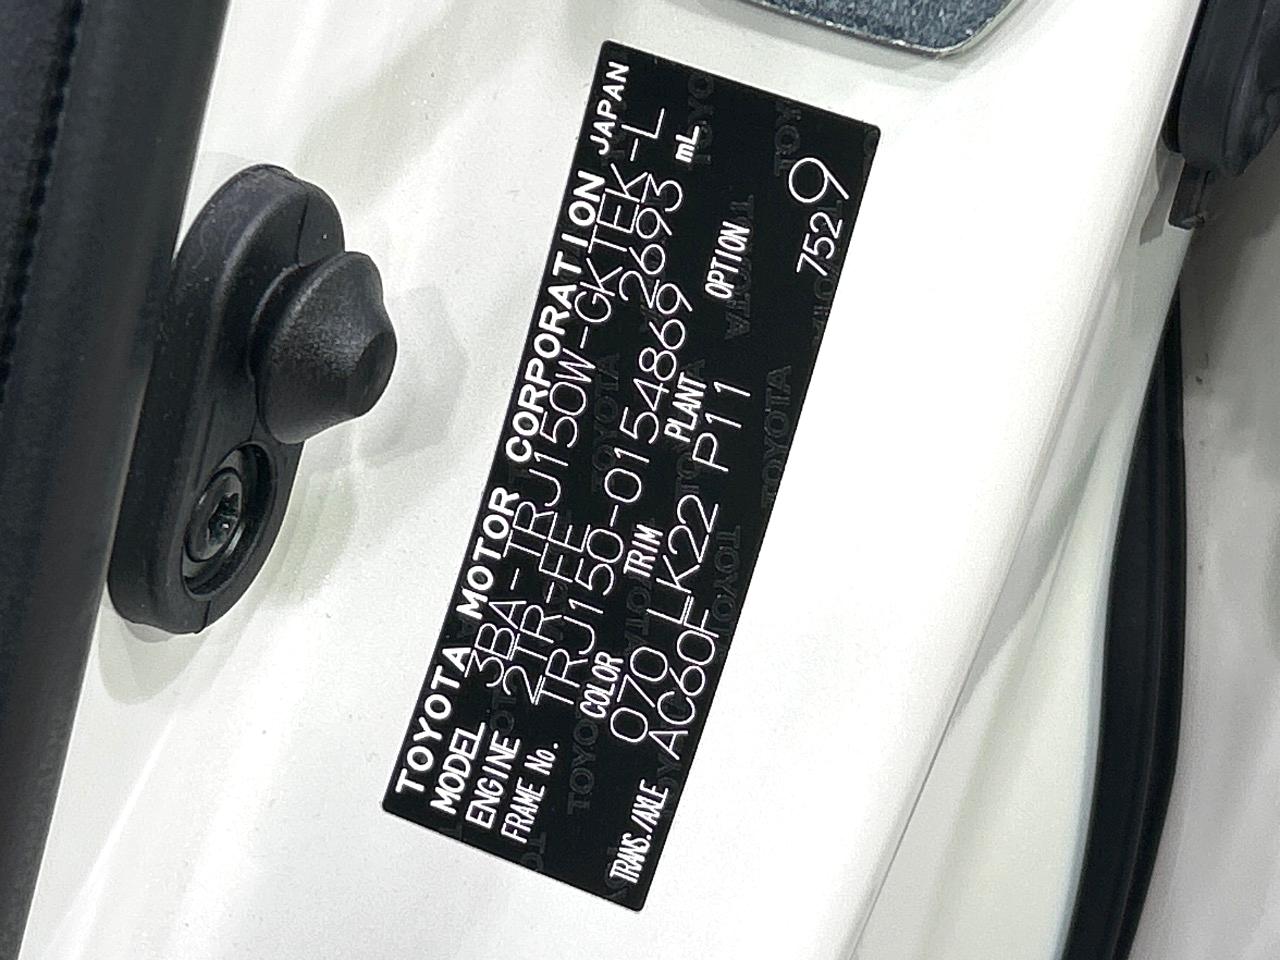 TOYOTA MOTOR CORPORATION JAPAN
MODEL 3BA-TRJ150W-GKTEK-L
ENGINE 2TR-FE 2693 mL
FRAME No. TRJ150-0154869
COLOR TRIM PLANT OPTION
070 LK22 P11
TRANS./AXLE AC60F
9
7529